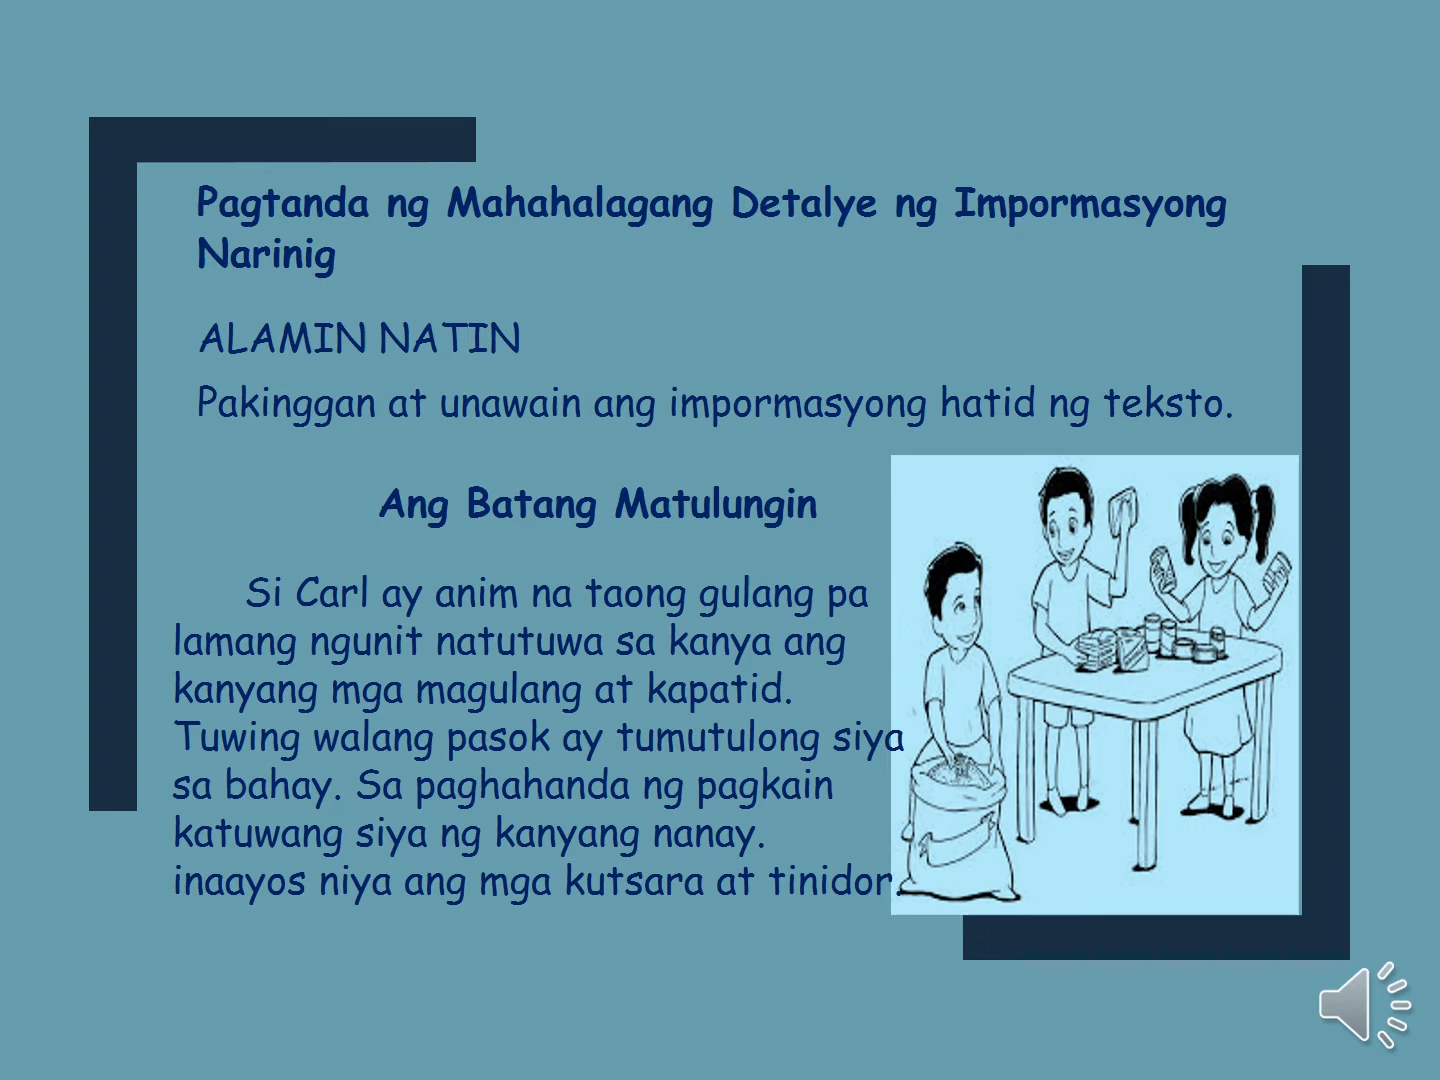 Pagtanda ng Mahahalagang Detalye ng Impormasyong
Narinig
ALAMIN NATIN
Pakinggan at unawain ang impormasyong hatid ng teksto.
Ang Batang Matulungin
Si Carl ay anim na taong gulang pa
lamang ngunit natutuwa sa kanya ang
kanyang mga magulang at kapatid.
Tuwing walang pasok ay tumutulong siya
sa bahay. Sa paghahanda ng pagkain
katuwang siya ng kanyang nanay.
inaayos niya ang mga kutsara at tinidor.